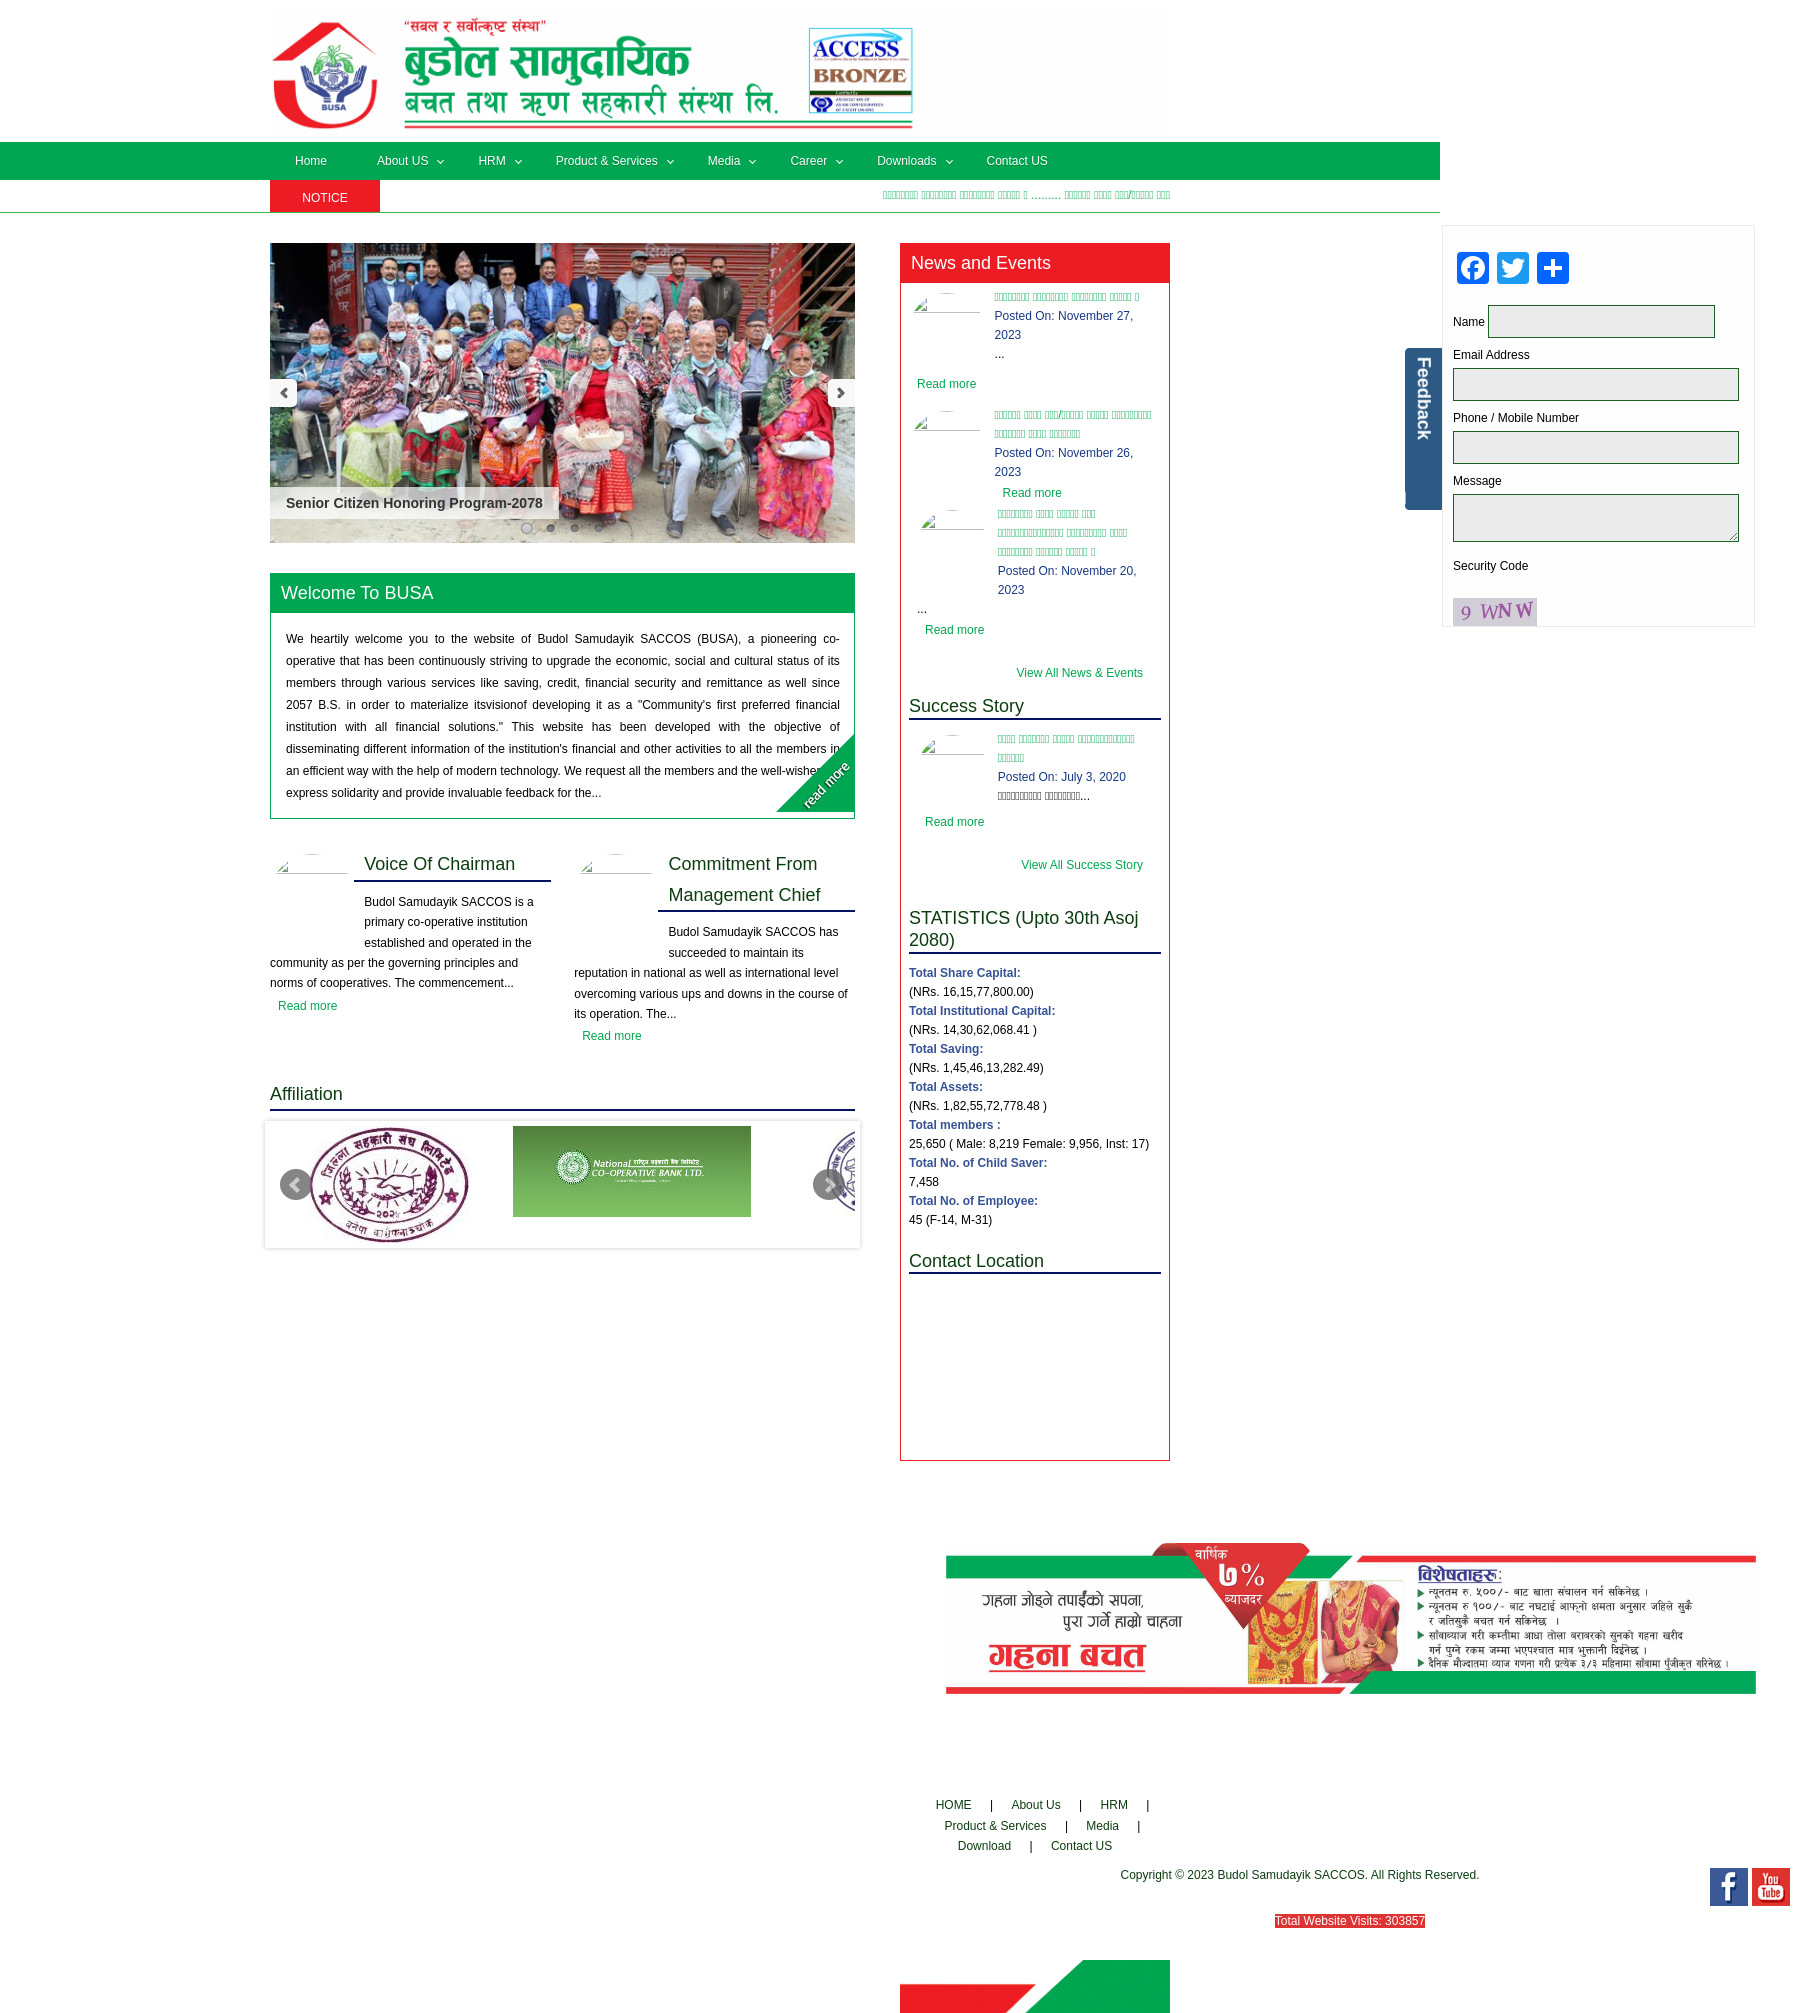 “सबल र सर्वोत्कृष्ट संस्था”
बुडोल सामुदायिक
बचत तथा ऋण सहकारी संस्था लि.
BUSA
ACCESS
BRONZE
Certified By
ASSOCIATION OF
ASIAN CONFEDERATION
OF CREDIT UNIONS
Home About US HRM Product & Services Media Career Downloads Contact US
NOTICE
Senior Citizen Honoring Program-2078
Welcome To BUSA
We heartily welcome you to the website of Budol Samudayik SACCOS (BUSA), a pioneering co-
operative that has been continuously striving to upgrade the economic, social and cultural status of its
members through various services like saving, credit, financial security and remittance as well since
2057 B.S. in order to materialize itsvisionof developing it as a "Community's first preferred financial
institution with all financial solutions." This website has been developed with the objective of
disseminating different information of the institution's financial and other activities to all the members in
an efficient way with the help of modern technology. We request all the members and the well-wisher
express solidarity and provide invaluable feedback for the...
read more
Voice Of Chairman
Budol Samudayik SACCOS is a
primary co-operative institution
established and operated in the
community as per the governing principles and
norms of cooperatives. The commencement...
Read more
Commitment From
Management Chief
Budol Samudayik SACCOS has
succeeded to maintain its
reputation in national as well as international level
overcoming various ups and downs in the course of
its operation. The...
Read more
Affiliation
जिल्ला सहकारी संघ लिमिटेड
National राष्ट्रिय सहकारी बैंक लिमिटेड
CO-OPERATIVE BANK LTD.
News and Events
Posted On: November 27,
2023
...
Read more
Posted On: November 26,
2023
Read more
Posted On: November 20,
2023
...
Read more
View All News & Events
Success Story
Posted On: July 3, 2020
...
Read more
View All Success Story
STATISTICS (Upto 30th Asoj
2080)
Total Share Capital:
(NRs. 16,15,77,800.00)
Total Institutional Capital:
(NRs. 14,30,62,068.41 )
Total Saving:
(NRs. 1,45,46,13,282.49)
Total Assets:
(NRs. 1,82,55,72,778.48 )
Total members :
25,650 ( Male: 8,219 Female: 9,956, Inst: 17)
Total No. of Child Saver:
7,458
Total No. of Employee:
45 (F-14, M-31)
Contact Location
Feedback
Name
Email Address
Phone / Mobile Number
Message
Security Code
9 WNW
वार्षिक
७%
ब्याजदर
गहना जोड्ने तपाईंको सपना,
पुरा गर्ने हाम्रो चाहना
गहना बचत
विशेषताहरू:
न्यूनतम रु. ५००/- बाट खाता संचालन गर्न सकिनेछ ।
न्यूनतम रु १००/- बाट नघटाई आफ्नो क्षमता अनुसार जहिले सुकै
र जतिसुकै बचत गर्न सकिनेछ ।
साँवाब्याज गरी कम्तीमा आधा तोला बराबरको सुनको गहना खरीद
गर्न पुग्ने रकम जम्मा भएपश्चात मात्र भुक्तानी दिइनेछ ।
दैनिक मौज्दातमा ब्याज गणना गरी प्रत्येक ३/३ महिनामा साँवामा पुँजीकृत गरिनेछ ।
HOME | About Us | HRM |
Product & Services | Media |
Download | Contact US
Copyright © 2023 Budol Samudayik SACCOS. All Rights Reserved.
You
Tube
Total Website Visits: 303857